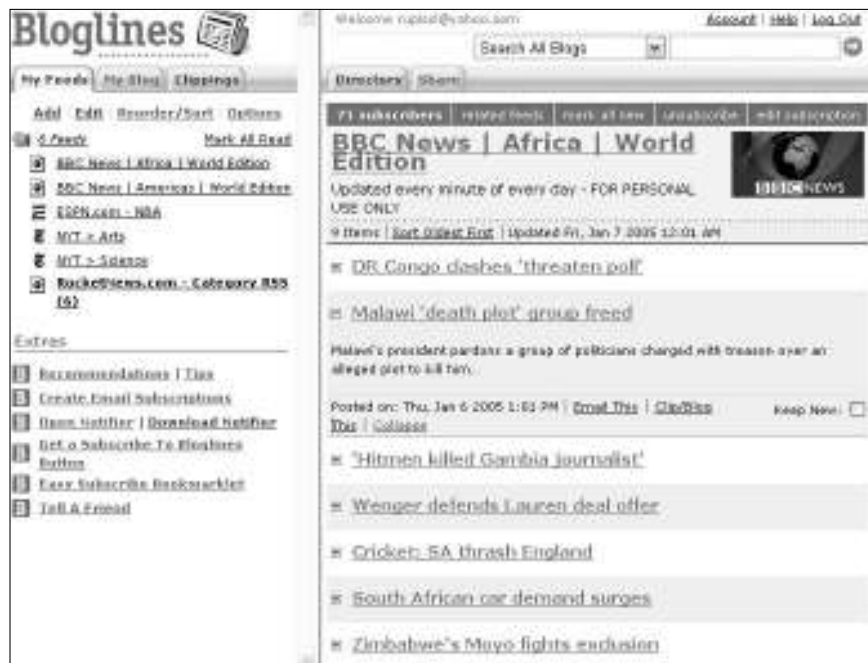 Bloglines
My Feeds My Blog Clippings
Add Edit Reorder/Sort Options
6 Feeds Mark All Read
BBC News | Africa | World Edition
BBC News | Americas | World Edition
ESPN.com - NBA
NYT > Arts
NYT > Science
RocketNews.com - Category RSS
(6)
Extras
Recommendations | Tips
Create Email Subscriptions
Open Notifier | Download Notifier
Get a Subscribe To Bloglines
Button
Easy Subscribe Bookmarklet
Tell A Friend
Welcome
Account | Help | Log Out
Search All Blogs
Directory Share
71 subscribers related feeds mark all new unsubscribe edit subscription
BBC News | Africa | World
Edition
BBC NEWS
Updated every minute of every day - FOR PERSONAL
USE ONLY
9 Items | Sort Oldest First | Updated Fri, Jan 7 2005 12:01 AM
DR Congo clashes 'threaten poll'
Malawi 'death plot' group freed
Malawi's president pardons a group of politicians charged with treason over an
alleged plot to kill him.
Posted on: Thu, Jan 6 2005 1:01 PM | Email This | Clip/Blog
This | Collapse
Keep New:
'Hitmen killed Gambia journalist'
Wenger defends Lauren deal offer
Cricket: SA thrash England
South African car demand surges
Zimbabwe's Moyo fights exclusion